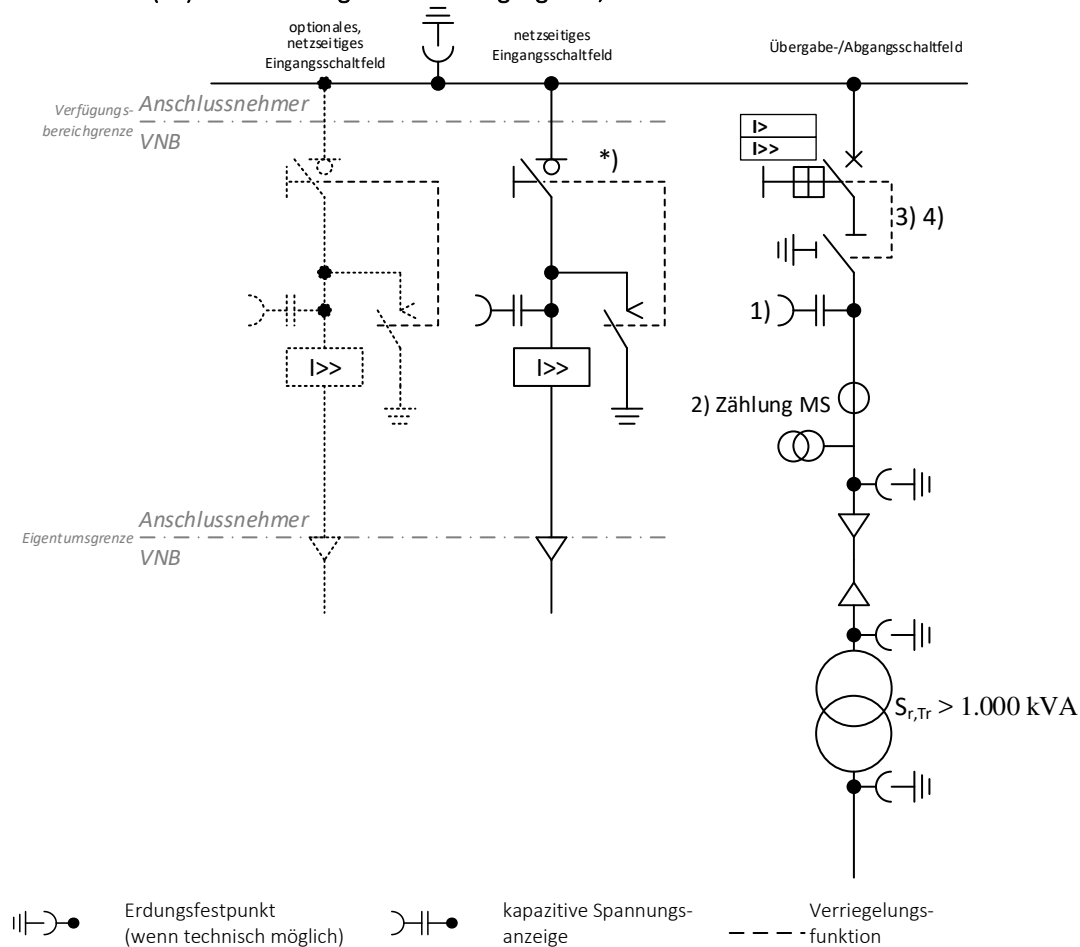 optionales,
netzseitiges
Eingangsschaltfeld
netzseitiges
Eingangsschaltfeld
Übergabe-/Abgangsschaltfeld
Verfügungs-
bereichgrenze
Anschlussnehmer
VNB
*)
I>
I>>
3) 4)
1)
I>>
I>>
2) Zählung MS
Eigentumsgrenze
Anschlussnehmer
VNB
Sr,Tr > 1.000 kVA
Erdungsfestpunkt
(wenn technisch möglich)
kapazitive Spannungs-
anzeige
Verriegelungs-
funktion